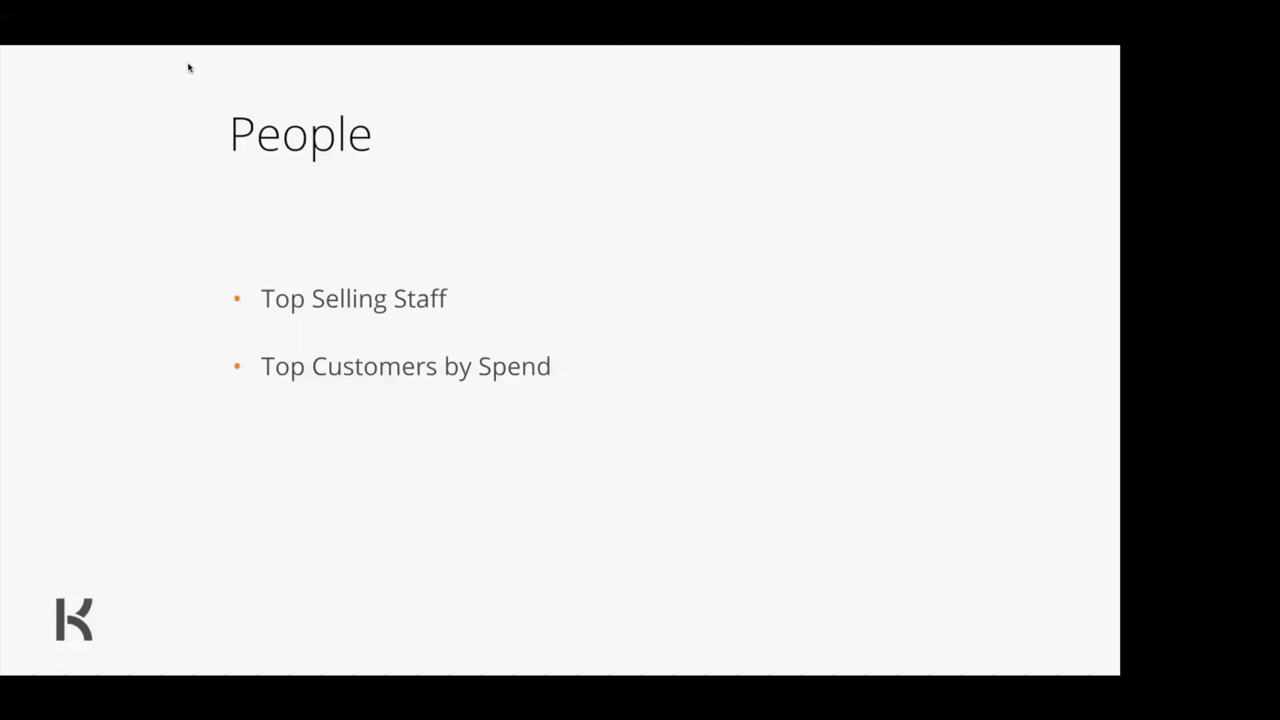 People
• Top Selling Staff
• Top Customers by Spend
K